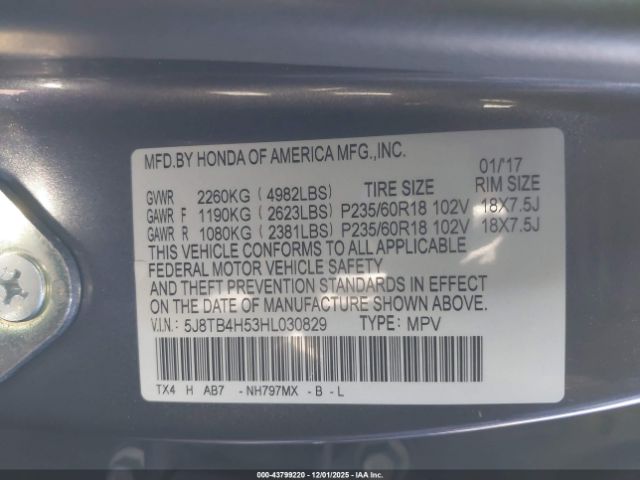 MFD.BY HONDA OF AMERICA MFG.,INC.
01/'17
GVWR 2260KG ( 4982LBS) TIRE SIZE RIM SIZE
GAWR F 1190KG ( 2623LBS) P235/60R18 102V 18X7.5J
GAWR R 1080KG ( 2381LBS) P235/60R18 102V 18X7.5J
THIS VEHICLE CONFORMS TO ALL APPLICABLE
FEDERAL MOTOR VEHICLE SAFETY
AND THEFT PREVENTION STANDARDS IN EFFECT
ON THE DATE OF MANUFACTURE SHOWN ABOVE.
V.I.N.: 5J8TB4H53HL030829 TYPE: MPV
TX4 H AB7 - NH797MX - B - L
000-43799220 - 12/01/2025 - IAA Inc.